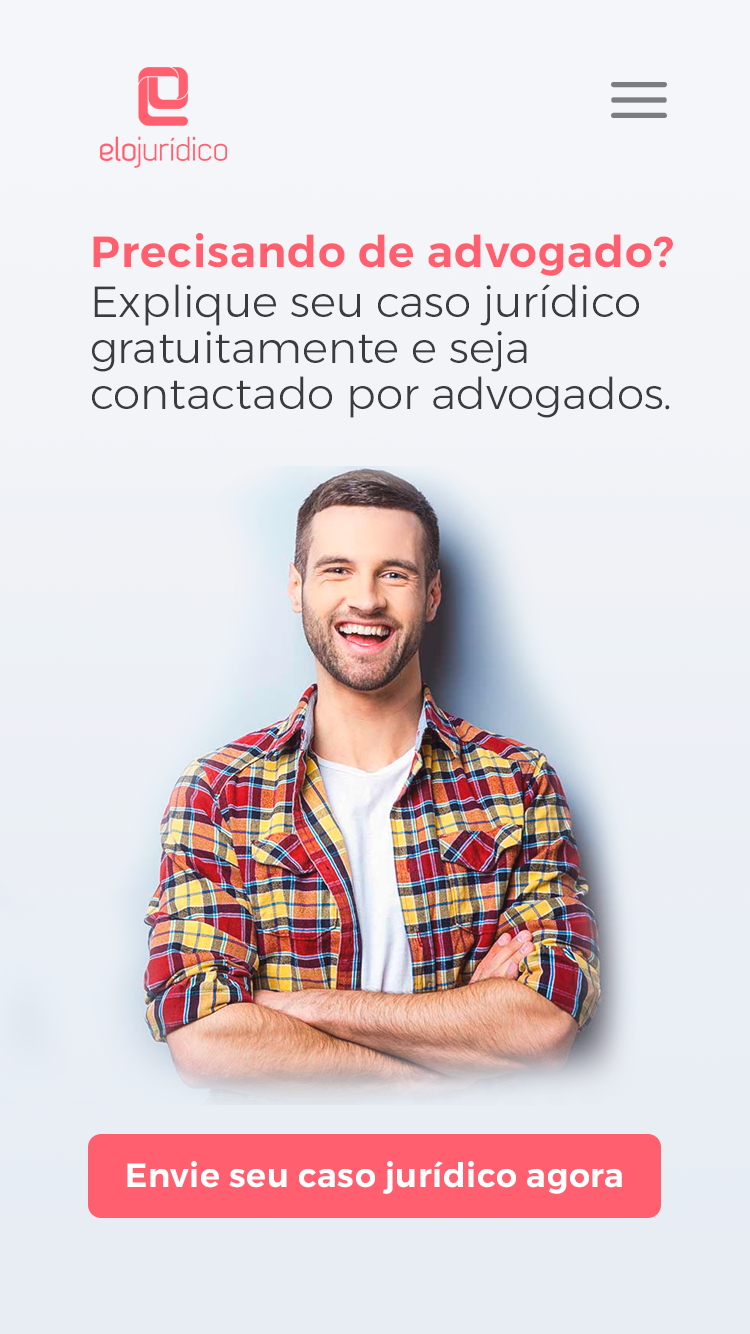 elojurídico
Precisando de advogado?
Explique seu caso jurídico
gratuitamente e seja
contactado por advogados.
Envie seu caso jurídico agora